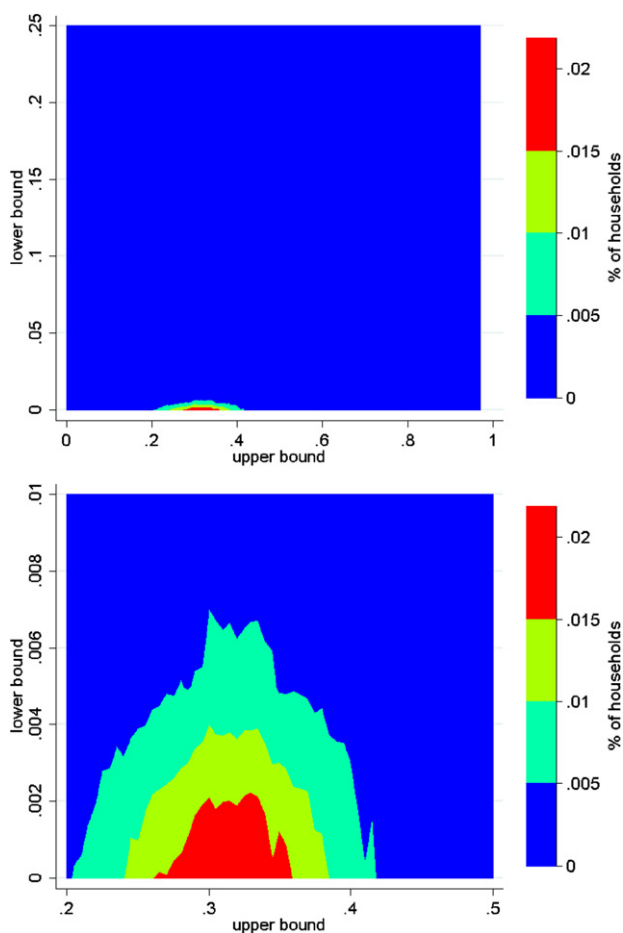 .25
.2
.15
.1
.05
0
lower bound
0 .2 .4 .6 .8 1
upper bound
.02
.015
.01
.005
0
% of households
.01
.008
.006
.004
.002
0
lower bound
.2 .3 .4 .5
upper bound
.02
.015
.01
.005
0
% of households